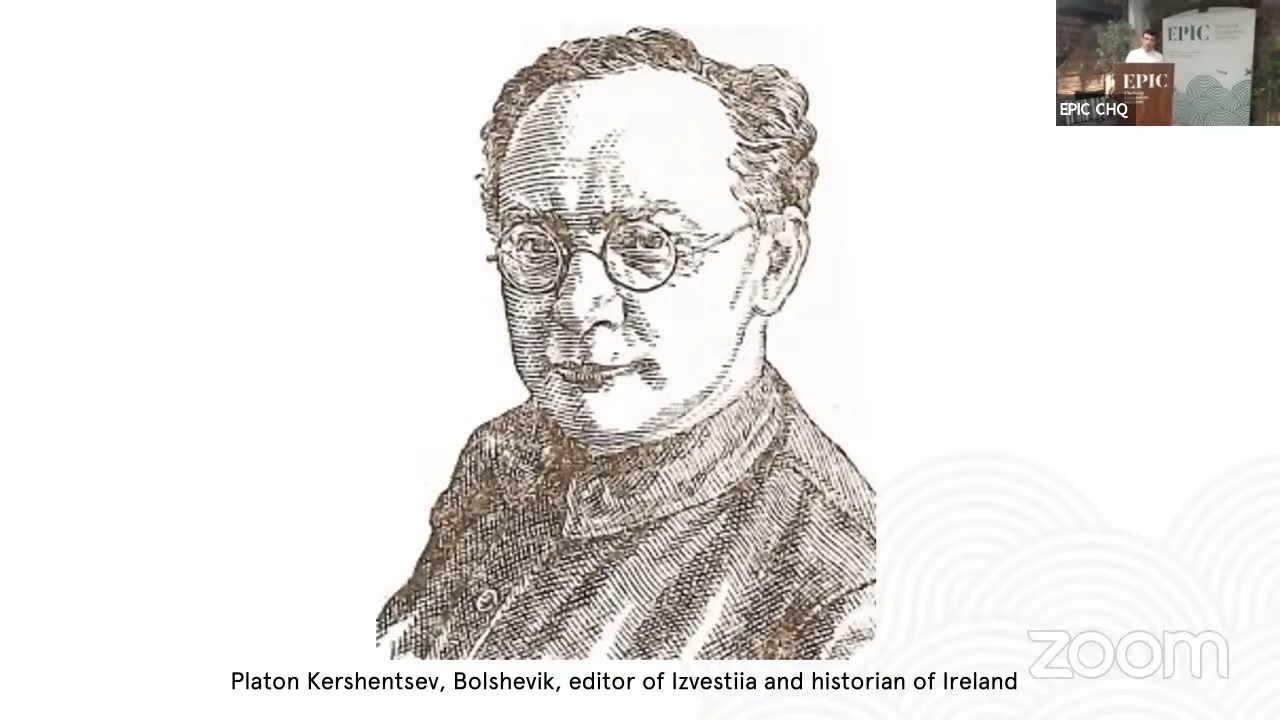 EPIC
EPIC
EPIC CHQ
Platon Kershentsev, Bolshevik, editor of Izvestiia and historian of Ireland
zoom